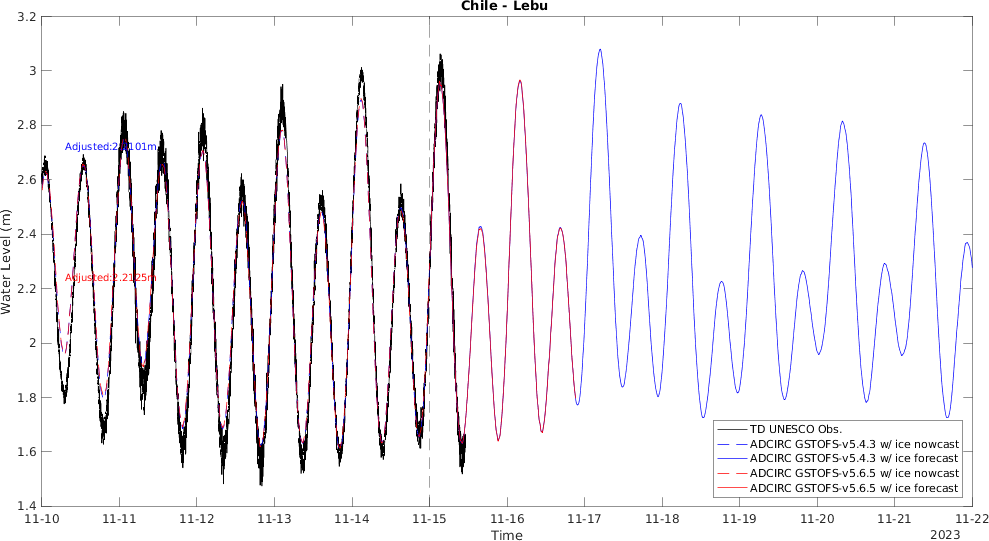 Chile - Lebu
3.2
3
2.8
2.6
2.4
2.2
2
1.8
1.6
1.4
Water Level (m)
Adjusted:2.2125m
11-10
11-11
11-12
11-13
11-14
11-15
11-16
11-17
11-18
11-19
11-20
11-21
11-22
Time
2023
TD UNESCO Obs.
ADCIRC GSTOFS-v5.4.3 w/ ice nowcast
ADCIRC GSTOFS-v5.4.3 w/ ice forecast
ADCIRC GSTOFS-v5.6.5 w/ ice nowcast
ADCIRC GSTOFS-v5.6.5 w/ ice forecast